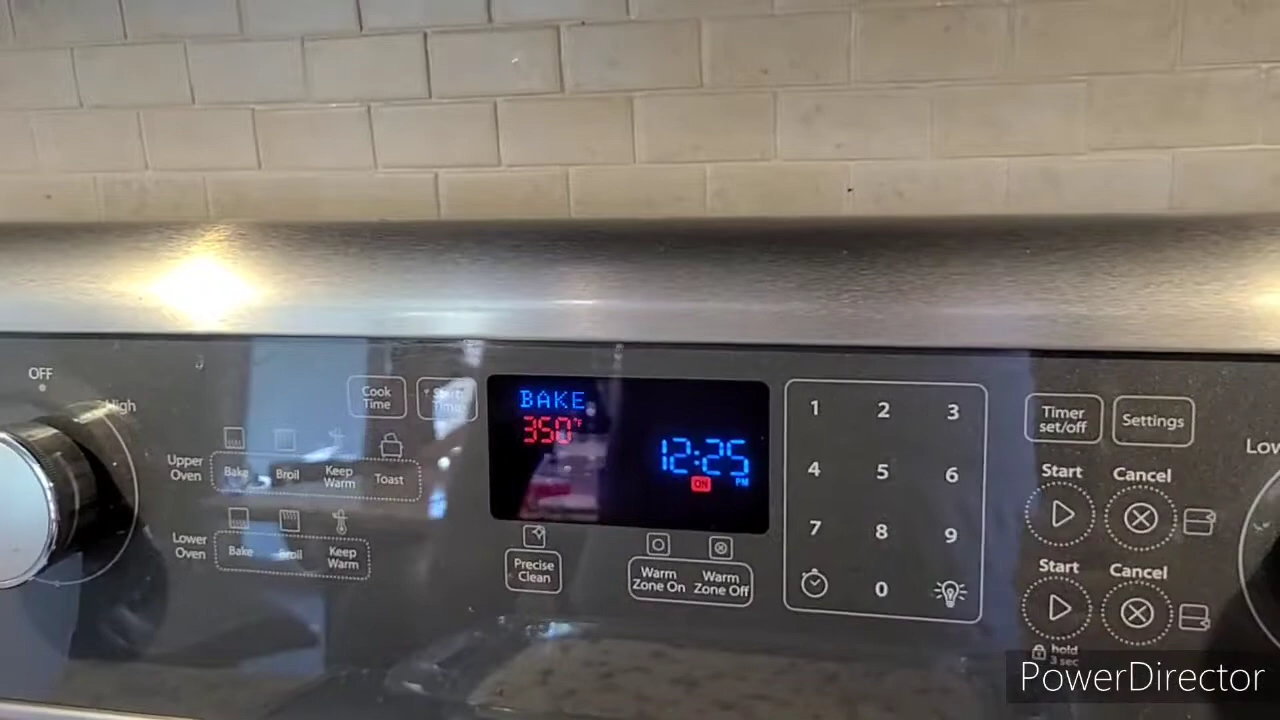 OFF
High
Cook Time
Start Time
Upper Oven
Bake
Broil
Keep Warm
Toast
Lower Oven
Bake
Broil
Keep Warm
BAKE
350°F
12:25
ON
PM
Precise Clean
Warm Zone On
Warm Zone Off
1 2 3
4 5 6
7 8 9
0
Timer set/off
Settings
Start
Cancel
Start
Cancel
hold 3 sec
PowerDirector